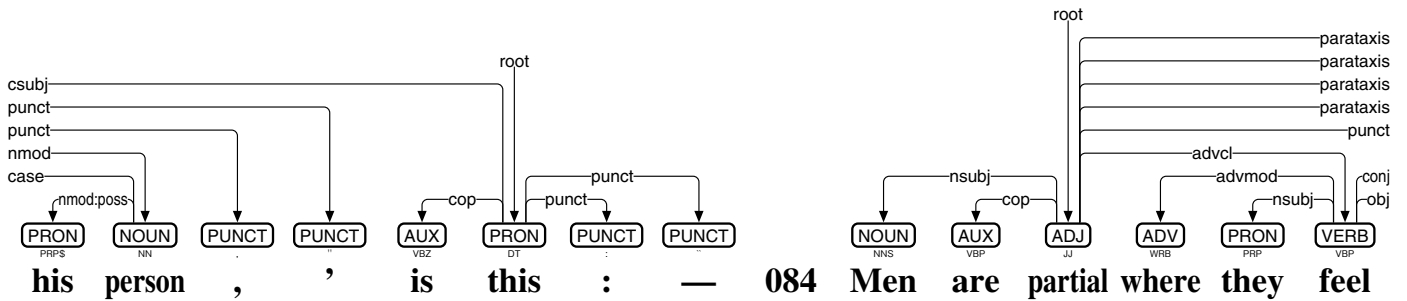 root
parataxis
root
parataxis
csubj
parataxis
punct
parataxis
punct
punct
nmod
advcl
case
punct
nsubj
advmod
conj
nmod:poss
cop
punct
cop
nsubj
obj
PRON NOUN PUNCT PUNCT AUX PRON PUNCT PUNCT NOUN AUX ADJ ADV PRON VERB
PRP$ NN , '' VBZ DT : `` NNS VBP JJ WRB PRP VBP
his person , ’ is this : — 084 Men are partial where they feel